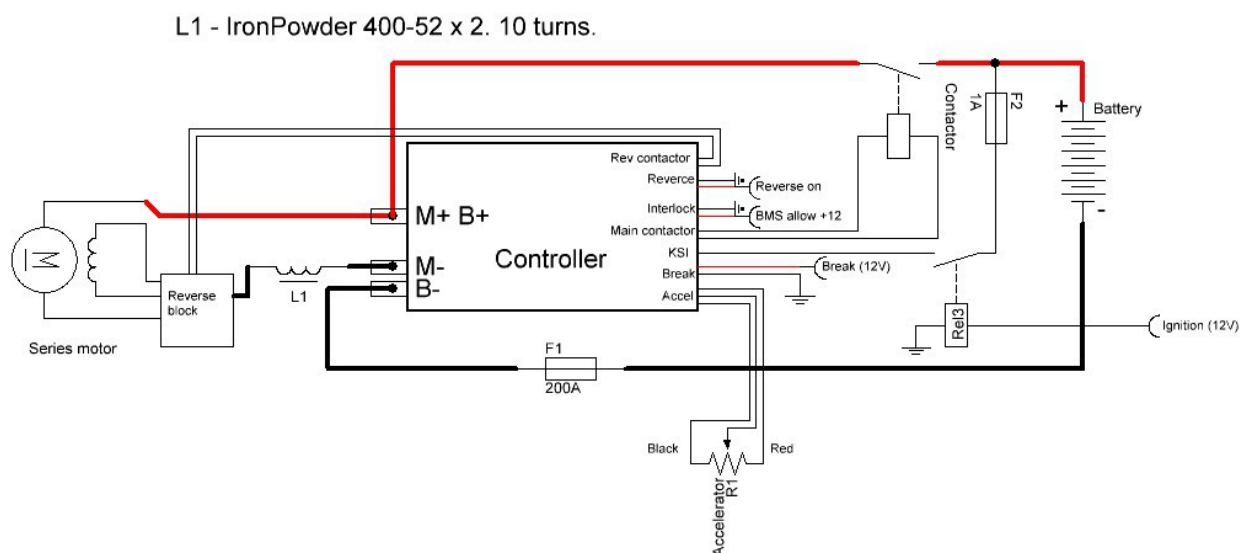 L1 - IronPowder 400-52 x 2. 10 turns.
Contactor
F2
1A
+
Battery
-
Rev contactor
Reverce
Reverse on
Interlock
BMS allow +12
Main contactor
KSI
Break
Break (12V)
Accel
M+ B+
M-
B-
Controller
M
Reverse
block
L1
Series motor
Rel3
Ignition (12V)
F1
200A
Black
Red
R1
Accelerator